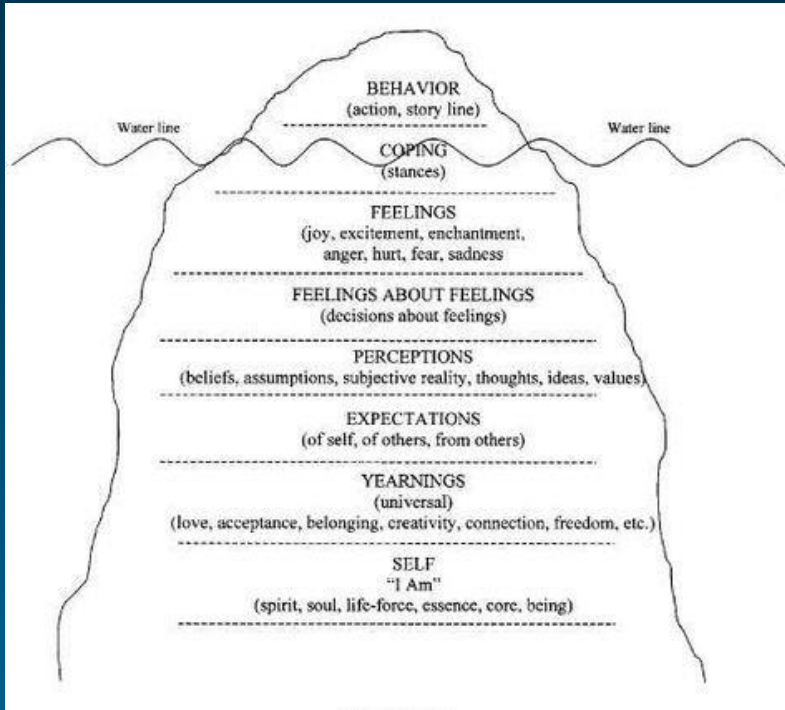 BEHAVIOR
(action, story line)
Water line
Water line
COPING
(stances)
FEELINGS
(joy, excitement, enchantment,
anger, hurt, fear, sadness
FEELINGS ABOUT FEELINGS
(decisions about feelings)
PERCEPTIONS
(beliefs, assumptions, subjective reality, thoughts, ideas, values)
EXPECTATIONS
(of self, of others, from others)
YEARNINGS
(universal)
(love, acceptance, belonging, creativity, connection, freedom, etc.)
SELF
"I Am"
(spirit, soul, life-force, essence, core, being)